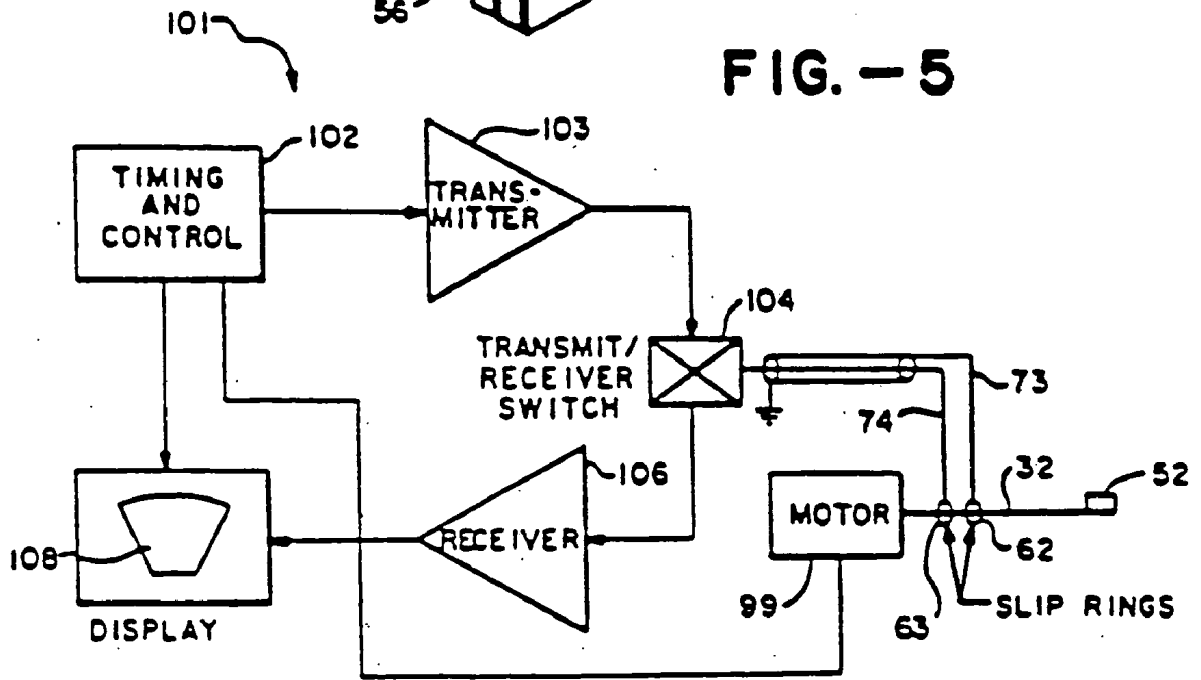 56
101
FIG. - 5
102
103
TIMING
AND
CONTROL
TRANS-
MITTER
104
TRANSMIT/
RECEIVER
SWITCH
73
74
106
32
52
MOTOR
RECEIVER
108
62
99
63
SLIP RINGS
DISPLAY